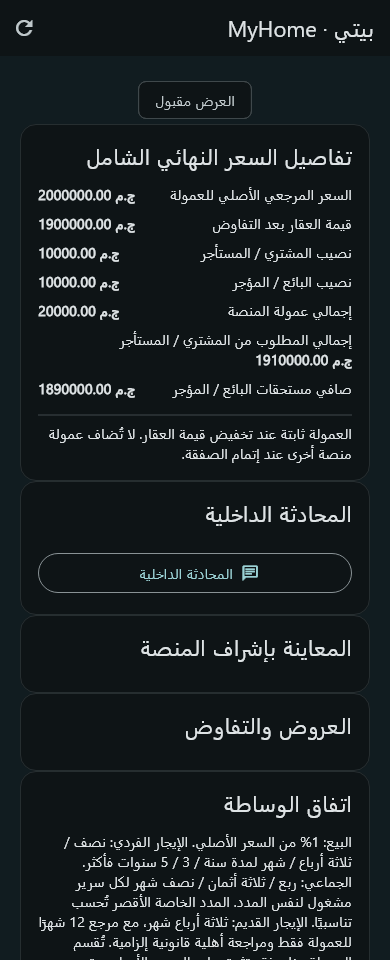 بيتي · MyHome
العرض مقبول
تفاصيل السعر النهائي الشامل
السعر المرجعي الأصلي للعمولة ج.م 2000000.00
قيمة العقار بعد التفاوض ج.م 1900000.00
نصيب المشتري / المستأجر ج.م 10000.00
نصيب البائع / المؤجر ج.م 10000.00
إجمالي عمولة المنصة ج.م 20000.00
إجمالي المطلوب من المشتري / المستأجر
ج.م 1910000.00
صافي مستحقات البائع / المؤجر ج.م 1890000.00
العمولة ثابتة عند تخفيض قيمة العقار. لا تُضاف عمولة
منصة أخرى عند إتمام الصفقة.
المحادثة الداخلية
المحادثة الداخلية
المعاينة بإشراف المنصة
العروض والتفاوض
اتفاق الوساطة
البيع: 1% من السعر الأصلي. الإيجار الفردي: نصف /
ثلاثة أرباع / شهر لمدة سنة / 3 / 5 سنوات فأكثر.
الجماعي: ربع / ثلاثة أثمان / نصف شهر لكل سرير
مشغول لنفس المدد. المدد الخاصة الأقصر تُحسب
تناسبيًا. الإيجار القديم: ثلاثة أرباع شهر، مع مرجع 12 شهرًا
للعمولة فقط ومراجعة أهلية قانونية إلزامية. تُقسم